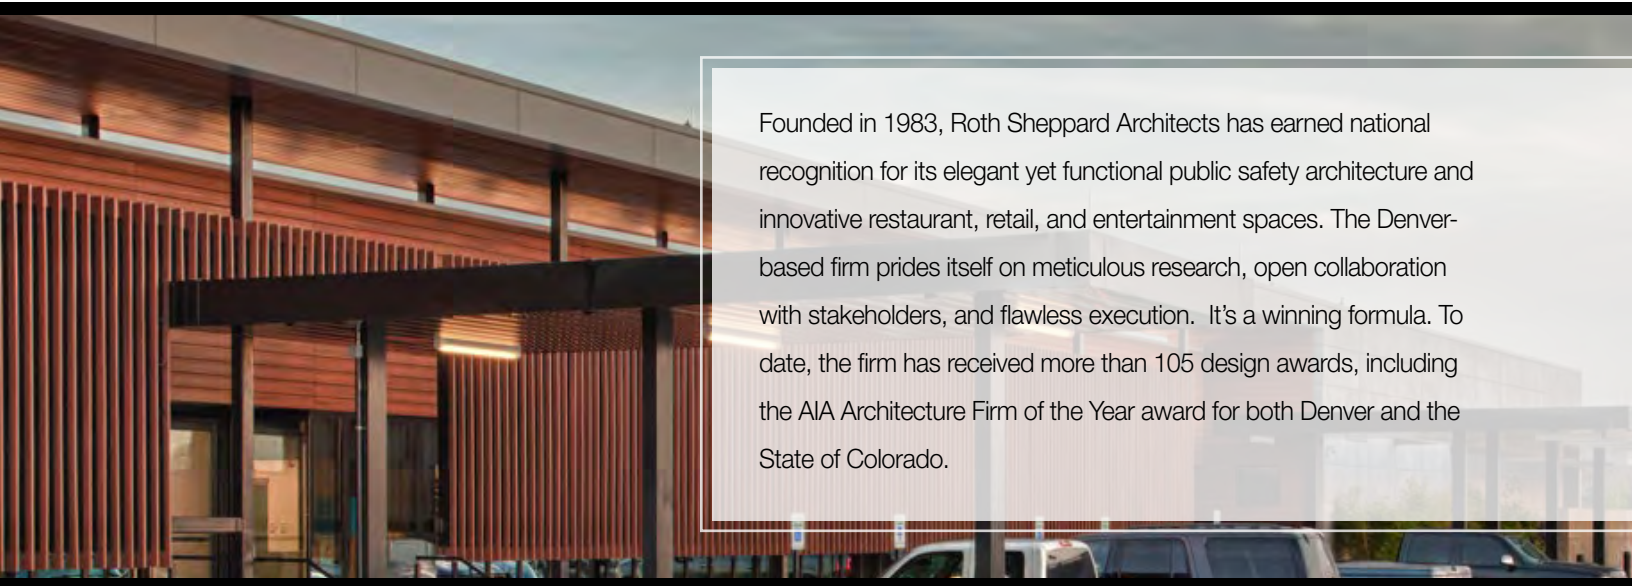 Founded in 1983, Roth Sheppard Architects has earned national
recognition for its elegant yet functional public safety architecture and
innovative restaurant, retail, and entertainment spaces. The Denver-
based firm prides itself on meticulous research, open collaboration
with stakeholders, and flawless execution.  It’s a winning formula. To
date, the firm has received more than 105 design awards, including
the AIA Architecture Firm of the Year award for both Denver and the
State of Colorado.